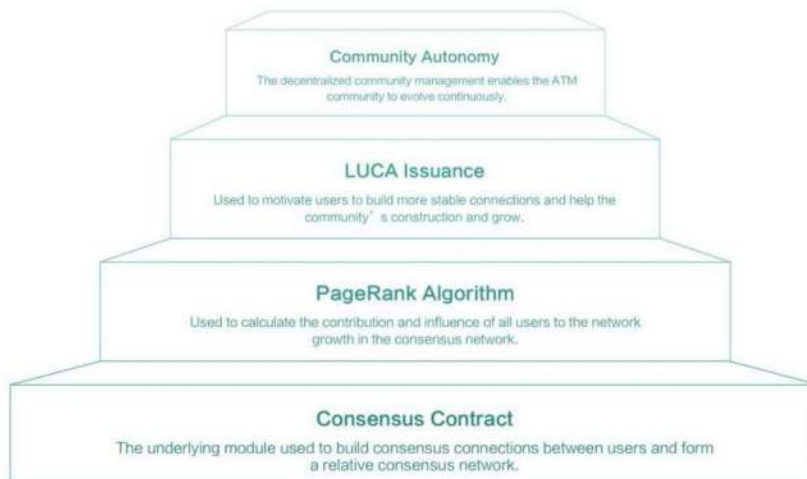 Community Autonomy
The decentralized community management enables the ATM
community to evolve continuously.
LUCA Issuance
Used to motivate users to build more stable connections and help the
community’s construction and grow.
PageRank Algorithm
Used to calculate the contribution and influence of all users to the network
growth in the consensus network.
Consensus Contract
The underlying module used to build consensus connections between users and form
a relative consensus network.